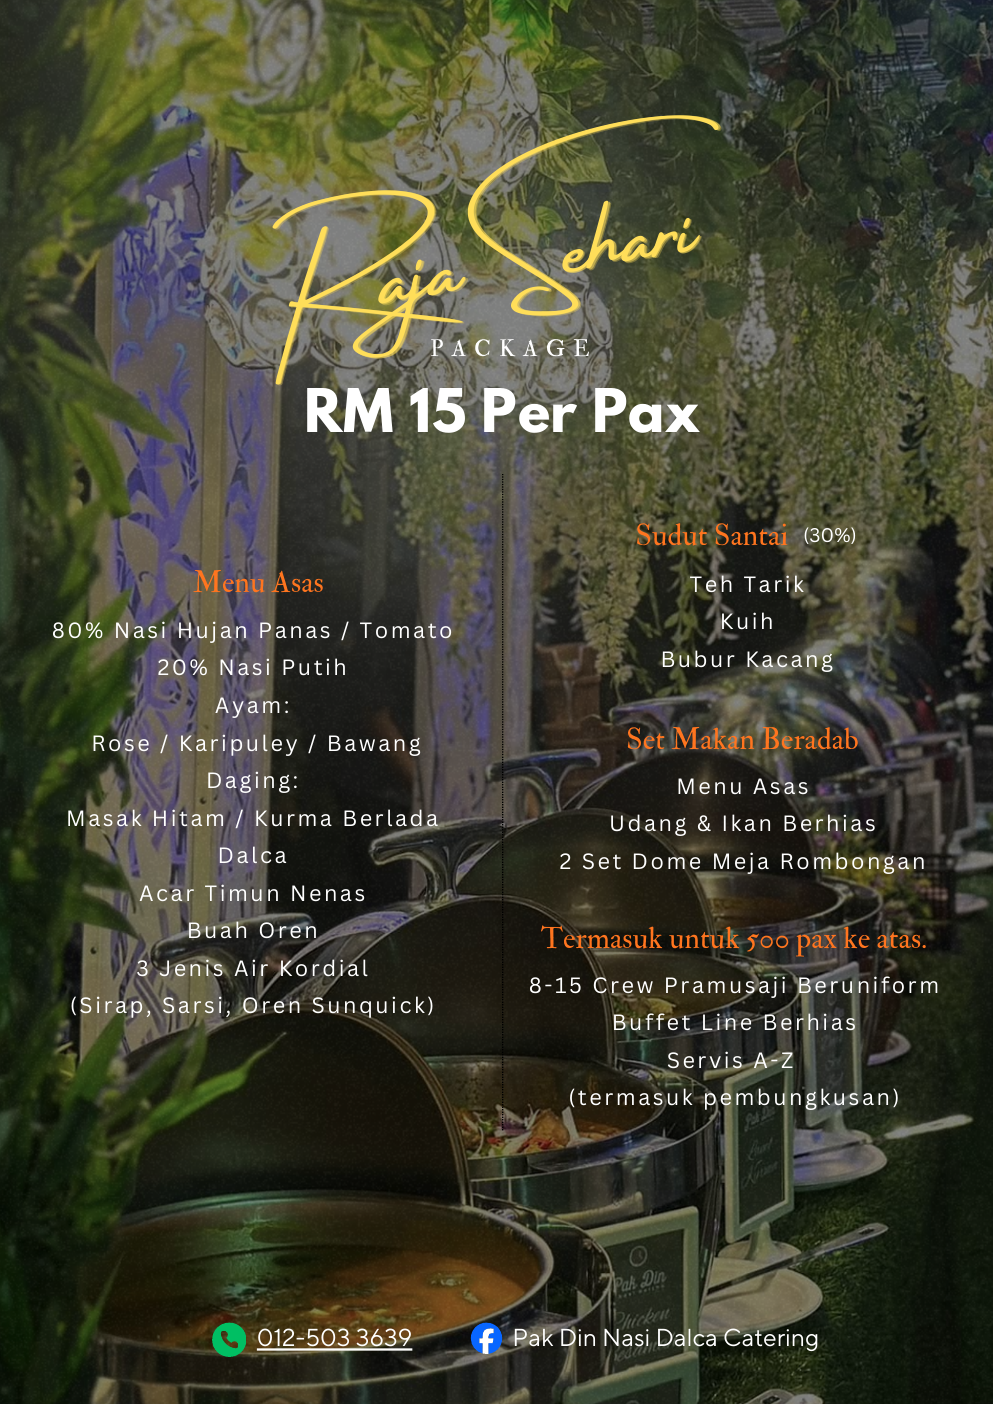 Raja Sehari
PACKAGE
RM 15 Per Pax
Menu Asas
80% Nasi Hujan Panas / Tomato
20% Nasi Putih
Ayam:
Rose / Karipuley / Bawang
Daging:
Masak Hitam / Kurma Berlada
Dalca
Acar Timun Nenas
Buah Oren
3 Jenis Air Kordial
(Sirap, Sarsi, Oren Sunquick)
Sudut Santai (30%)
Teh Tarik
Kuih
Bubur Kacang
Set Makan Beradab
Menu Asas
Udang & Ikan Berhias
2 Set Dome Meja Rombongan
Termasuk untuk 500 pax ke atas.
8-15 Crew Pramusaji Beruniform
Buffet Line Berhias
Servis A-Z
(termasuk pembungkusan)
Pak Din
012-503 3639
Pak Din Nasi Dalca Catering